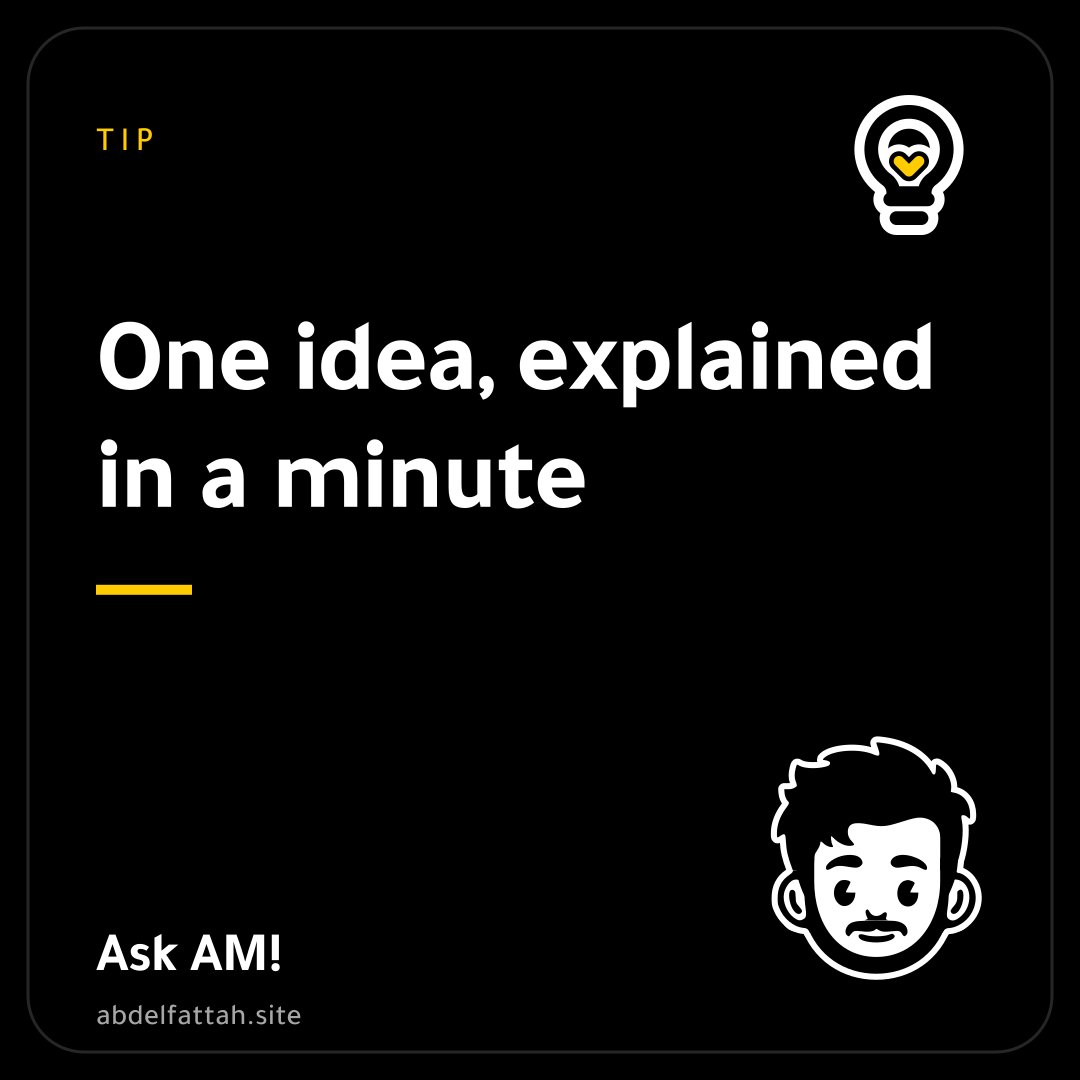 TIP
One idea, explained
in a minute
Ask AM!
abdelfattah.site